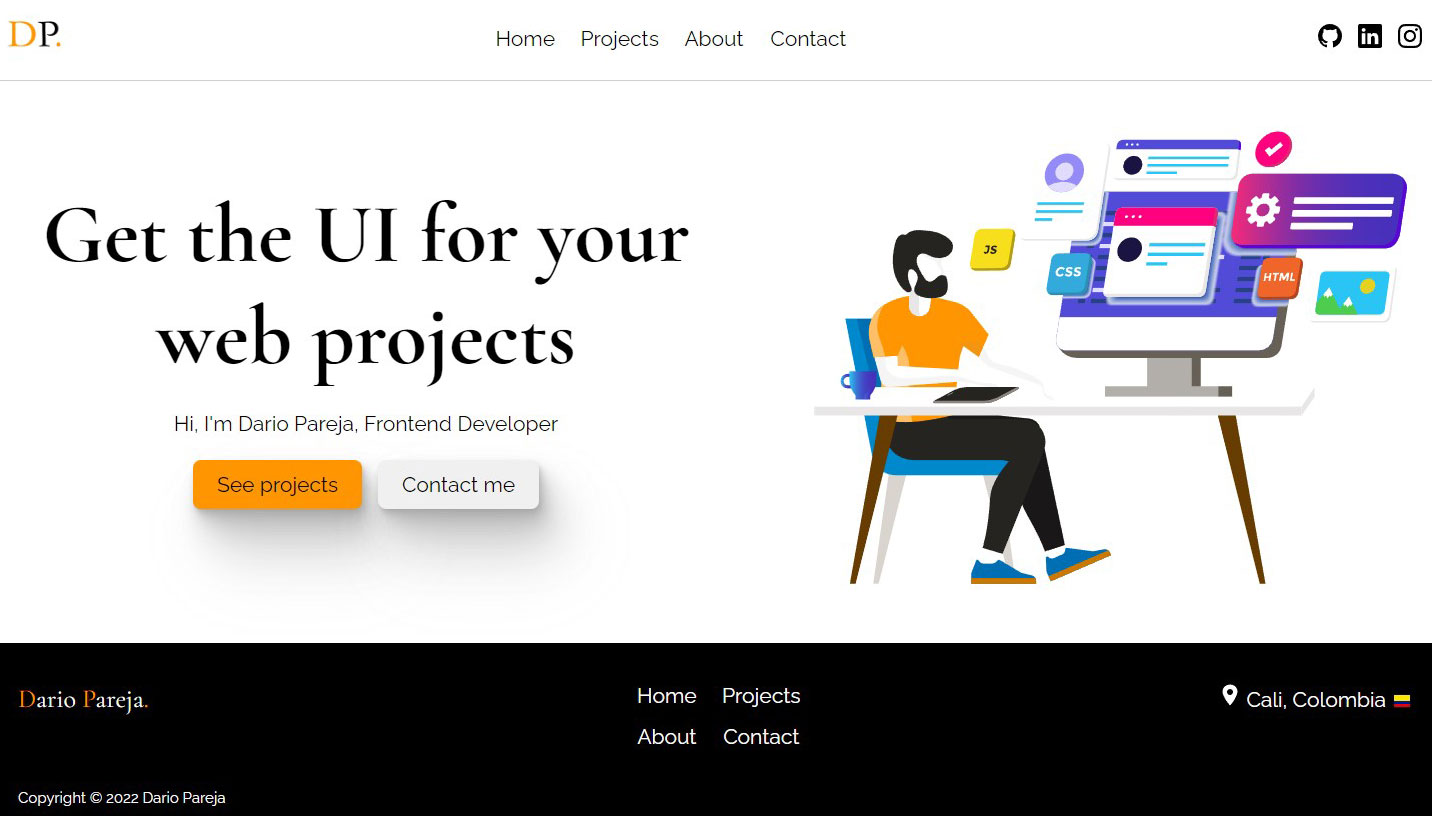 DP.
Home Projects About Contact
Get the UI for your
web projects
Hi, I'm Dario Pareja, Frontend Developer
See projects Contact me
JS
CSS
HTML
Dario Pareja.
Home Projects
About Contact
Cali, Colombia
Copyright © 2022 Dario Pareja